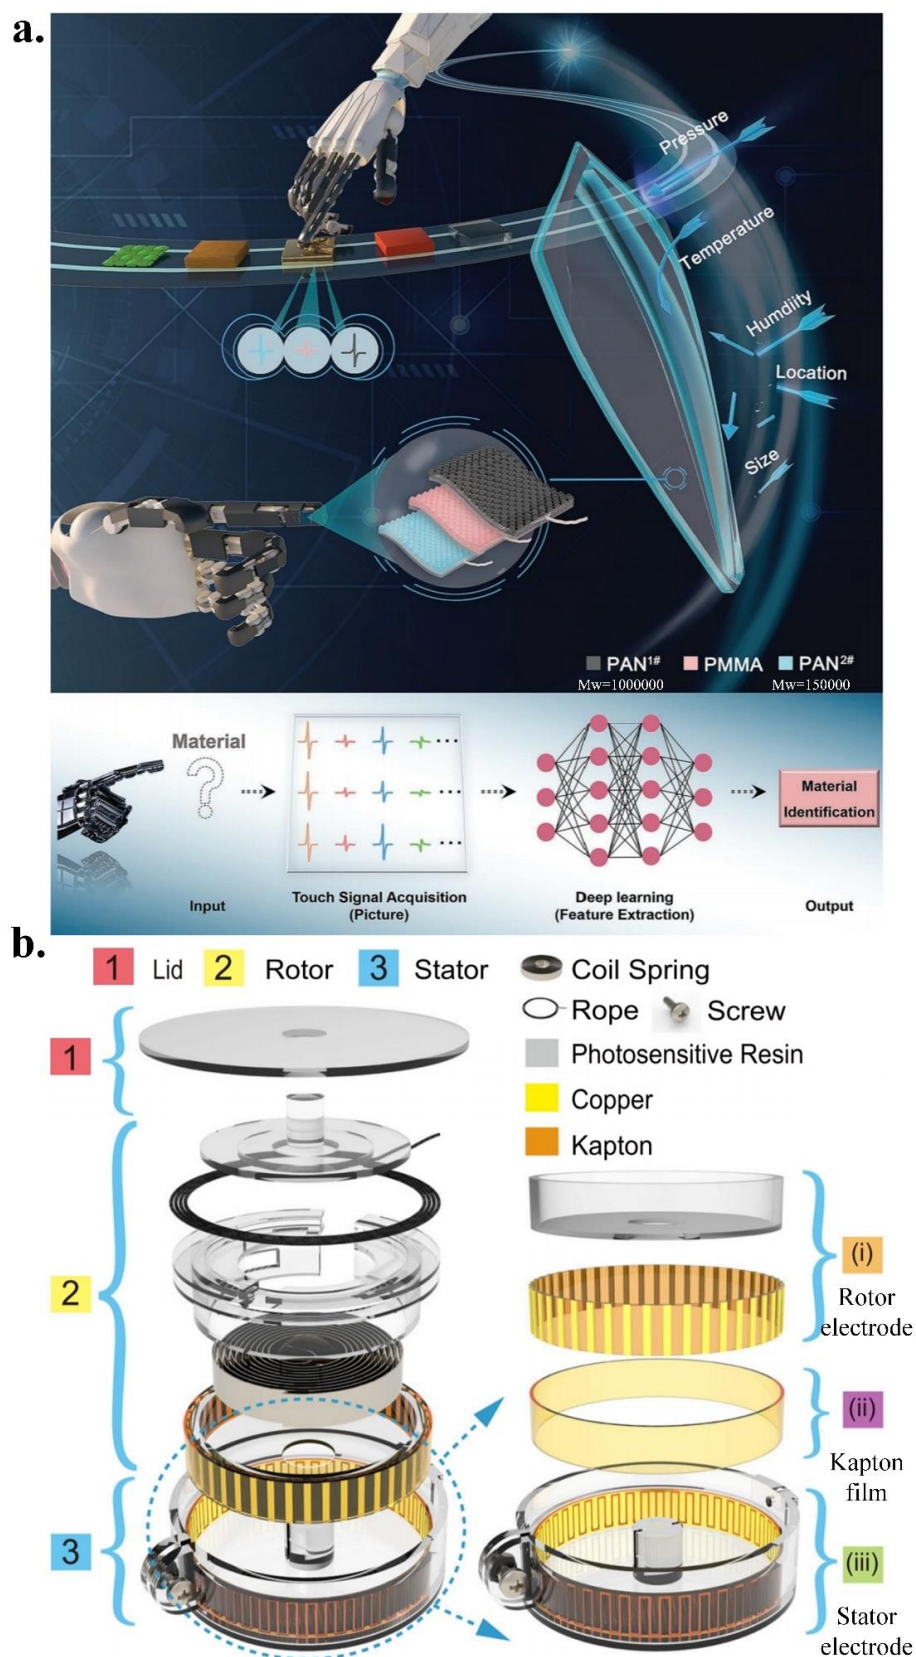 a.
Pressure
Temperature
Humdiity
Location
Size
PAN1# PMMA PAN2#
Mw=1000000 Mw=150000
Material
?
Material
Identification
Input
Touch Signal Acquisition
(Picture)
Deep learning
(Feature Extraction)
Output
b.
1 Lid 2 Rotor 3 Stator
Coil Spring
Rope Screw
Photosensitive Resin
Copper
Kapton
1
2
3
(i)
Rotor
electrode
(ii)
Kapton
film
(iii)
Stator
electrode